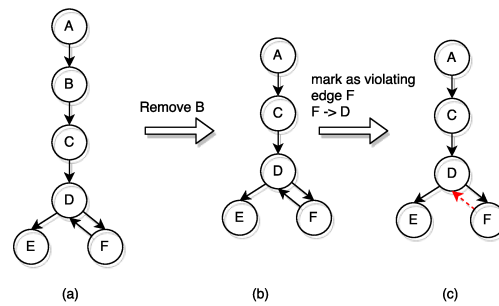 A
B
C
D
E
F
(a)
Remove B
A
C
D
E
F
(b)
mark as violating
edge F
F -> D
A
C
D
E
F
(c)